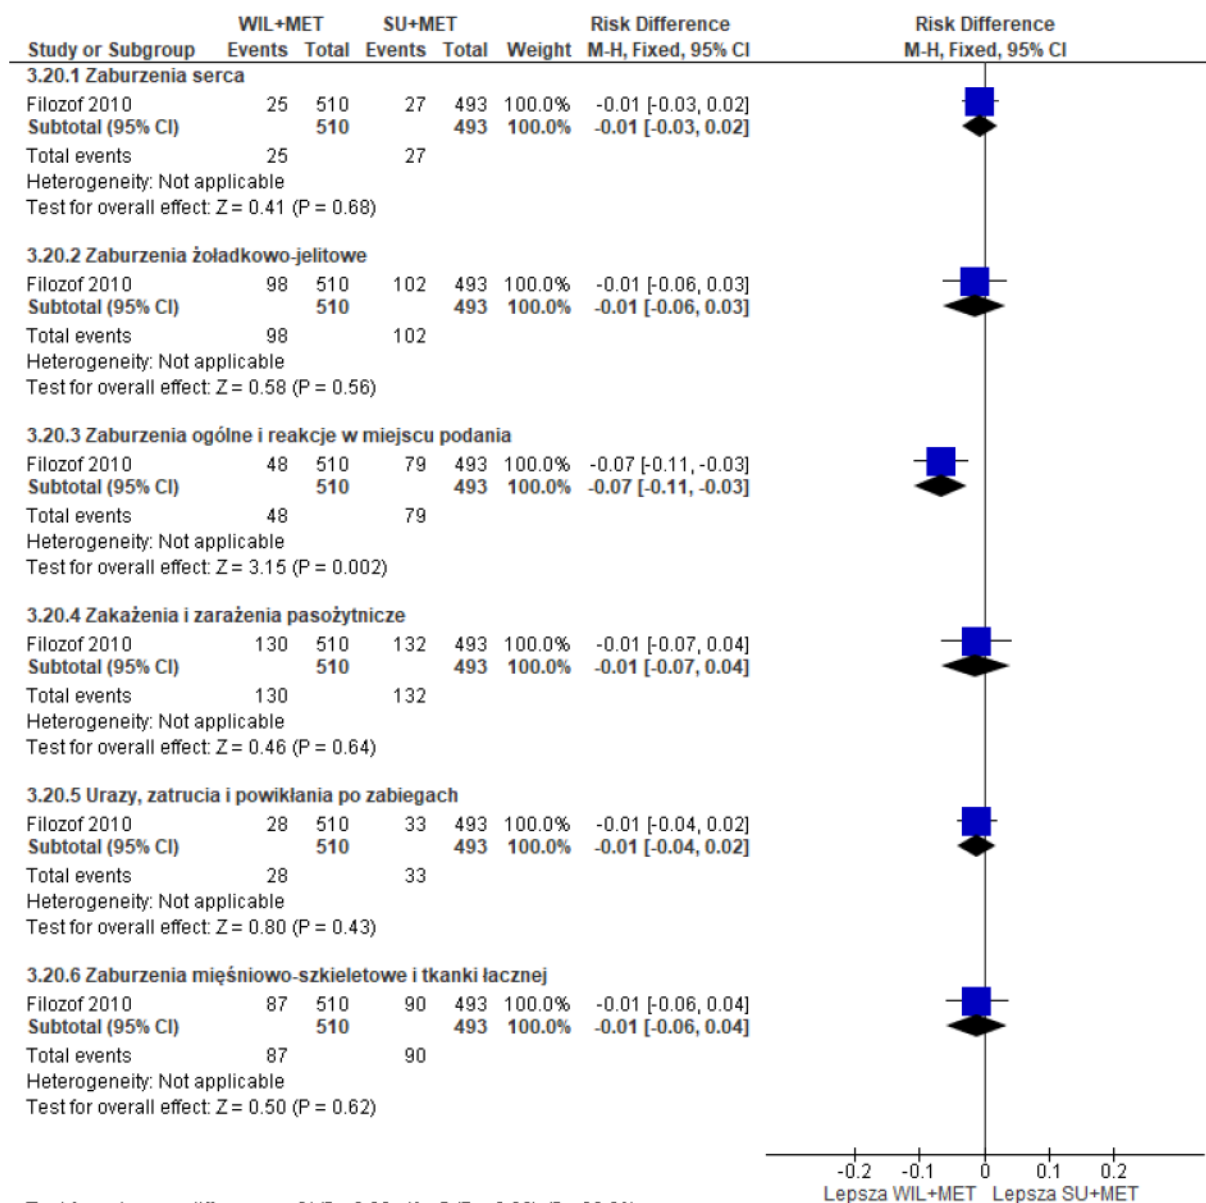 WIL+MET SU+MET Risk Difference Risk Difference
Study or Subgroup Events Total Events Total Weight M-H, Fixed, 95% CI M-H, Fixed, 95% CI
3.20.1 Zaburzenia serca
Filozof 2010 25 510 27 493 100.0% -0.01 [-0.03, 0.02]
Subtotal (95% CI) 510 493 100.0% -0.01 [-0.03, 0.02]
Total events 25 27
Heterogeneity: Not applicable
Test for overall effect: Z = 0.41 (P = 0.68)
3.20.2 Zaburzenia żoładkowo-jelitowe
Filozof 2010 98 510 102 493 100.0% -0.01 [-0.06, 0.03]
Subtotal (95% CI) 510 493 100.0% -0.01 [-0.06, 0.03]
Total events 98 102
Heterogeneity: Not applicable
Test for overall effect: Z = 0.58 (P = 0.56)
3.20.3 Zaburzenia ogólne i reakcje w miejscu podania
Filozof 2010 48 510 79 493 100.0% -0.07 [-0.11, -0.03]
Subtotal (95% CI) 510 493 100.0% -0.07 [-0.11, -0.03]
Total events 48 79
Heterogeneity: Not applicable
Test for overall effect: Z = 3.15 (P = 0.002)
3.20.4 Zakażenia i zarażenia pasożytnicze
Filozof 2010 130 510 132 493 100.0% -0.01 [-0.07, 0.04]
Subtotal (95% CI) 510 493 100.0% -0.01 [-0.07, 0.04]
Total events 130 132
Heterogeneity: Not applicable
Test for overall effect: Z = 0.46 (P = 0.64)
3.20.5 Urazy, zatrucia i powikłania po zabiegach
Filozof 2010 28 510 33 493 100.0% -0.01 [-0.04, 0.02]
Subtotal (95% CI) 510 493 100.0% -0.01 [-0.04, 0.02]
Total events 28 33
Heterogeneity: Not applicable
Test for overall effect: Z = 0.80 (P = 0.43)
3.20.6 Zaburzenia mięśniowo-szkieletowe i tkanki łacznej
Filozof 2010 87 510 90 493 100.0% -0.01 [-0.06, 0.04]
Subtotal (95% CI) 510 493 100.0% -0.01 [-0.06, 0.04]
Total events 87 90
Heterogeneity: Not applicable
Test for overall effect: Z = 0.50 (P = 0.62)
-0.2 -0.1 0 0.1 0.2
Lepsza WIL+MET Lepsza SU+MET